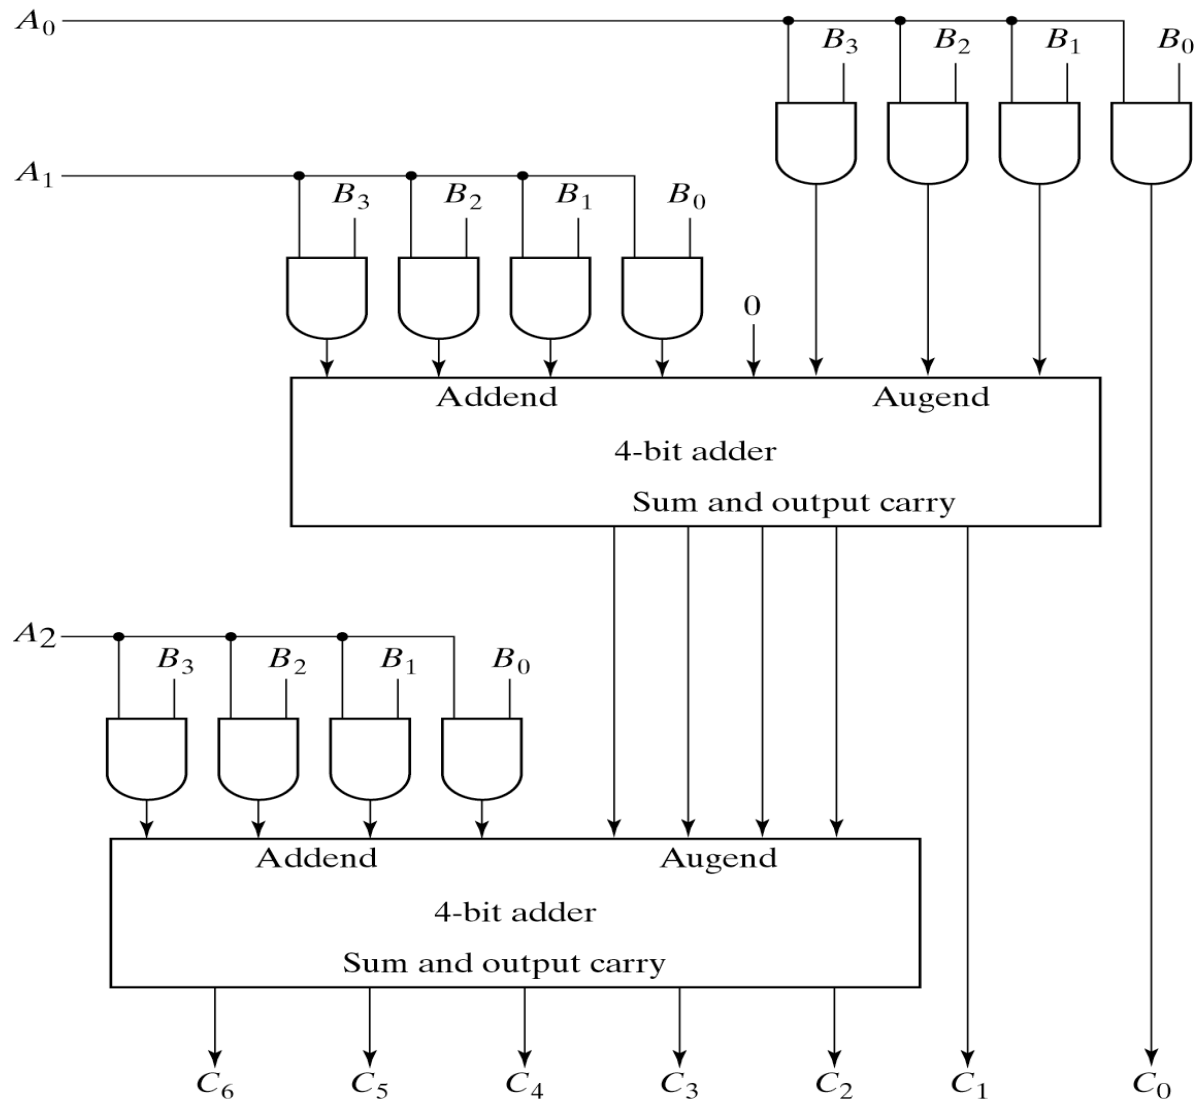 A0
B3 B2 B1 B0
A1
B3 B2 B1 B0
0
Addend Augend
4-bit adder
Sum and output carry
A2
B3 B2 B1 B0
Addend Augend
4-bit adder
Sum and output carry
C6 C5 C4 C3 C2 C1 C0